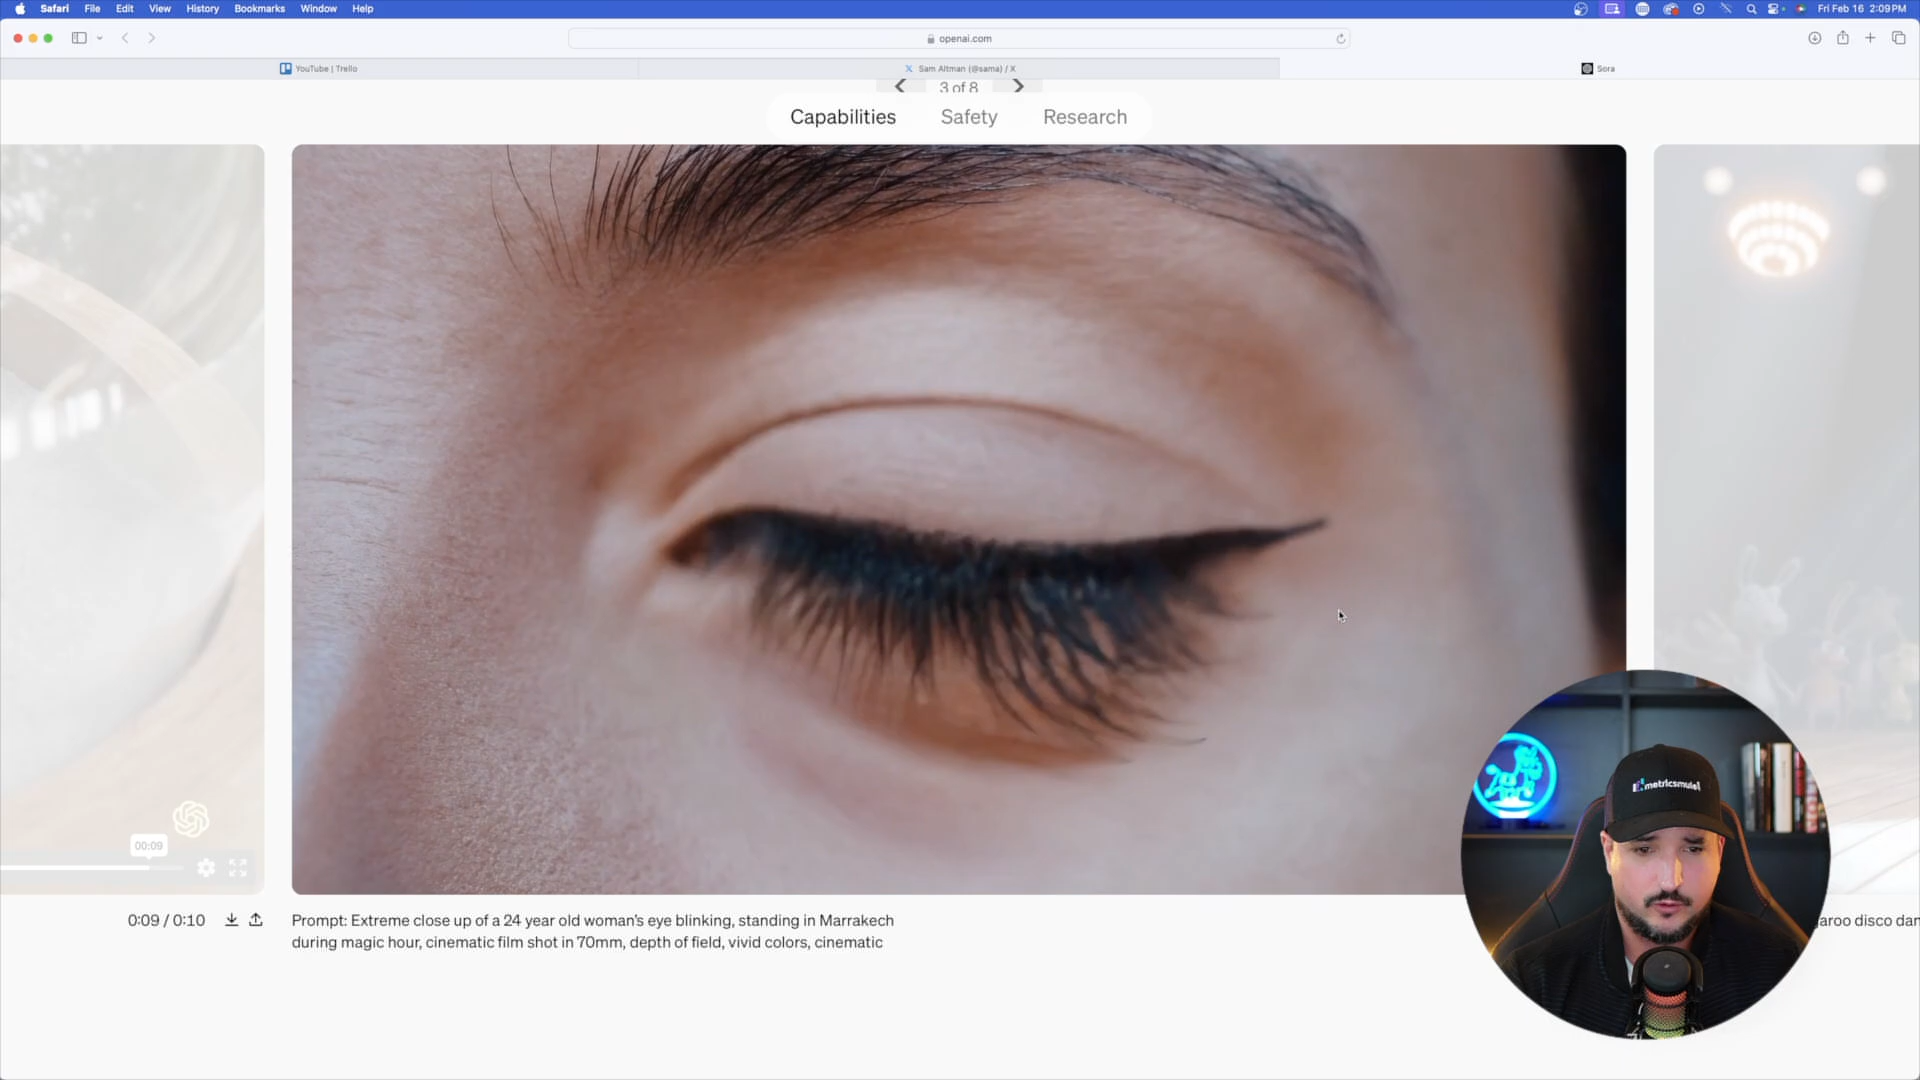 Safari File Edit View History Bookmarks Window Help
Fri Feb 16 2:09 PM
openai.com
YouTube | Trello
Sam Altman (@sama) / X
Sora
3 of 8
Capabilities
Safety
Research
00:09
0:09 / 0:10
Prompt: Extreme close up of a 24 year old woman's eye blinking, standing in Marrakech
during magic hour, cinematic film shot in 70mm, depth of field, vivid colors, cinematic
aroo disco dan
metricsmule